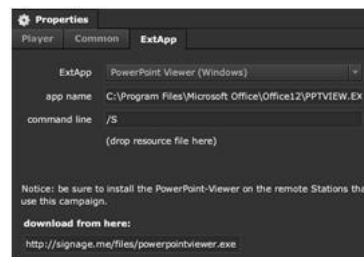 Properties
Player Common ExtApp
ExtApp PowerPoint Viewer (Windows)
app name C:\Program Files\Microsoft Office\Office12\PPTVIEW.EX
command line /S
(drop resource file here)
Notice: be sure to install the PowerPoint-Viewer on the remote Stations tha
use this campaign.
download from here:
http://signage.me/files/powerpointviewer.exe